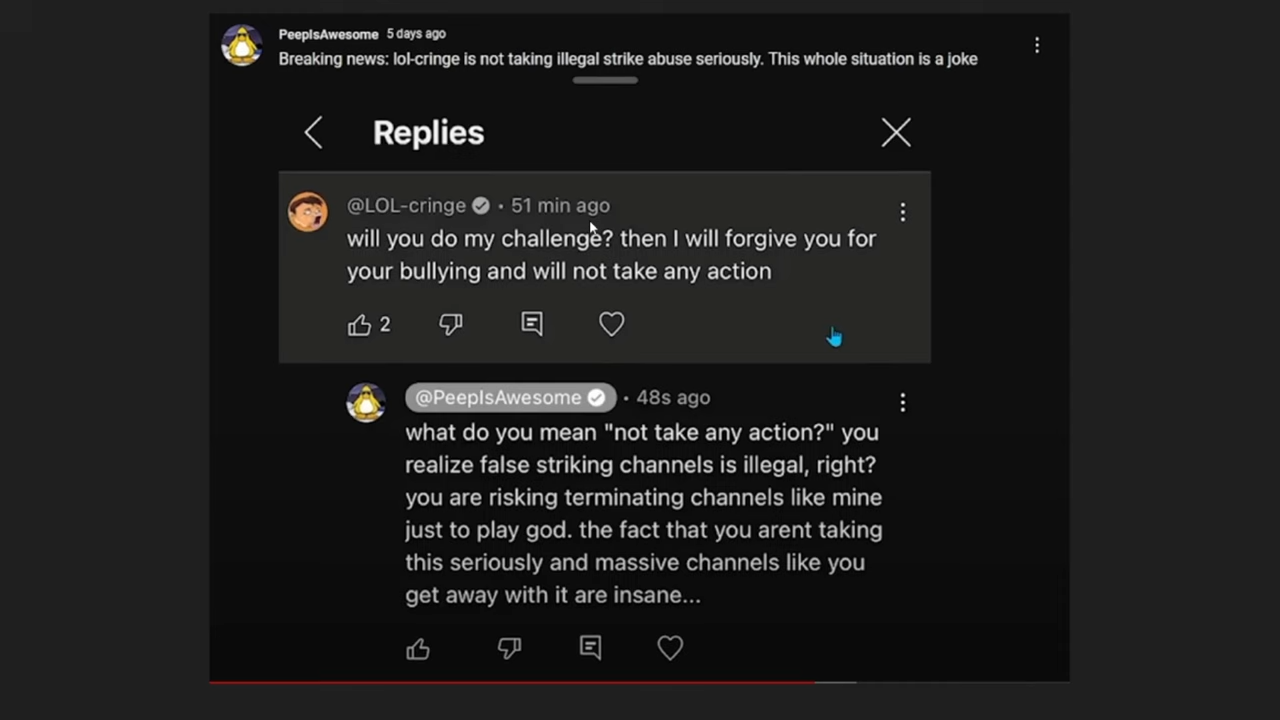 PeepIsAwesome 5 days ago
Breaking news: lol-cringe is not taking illegal strike abuse seriously. This whole situation is a joke
Replies
@LOL-cringe • 51 min ago
will you do my challenge? then I will forgive you for
your bullying and will not take any action
2
@PeepIsAwesome • 48s ago
what do you mean "not take any action?" you
realize false striking channels is illegal, right?
you are risking terminating channels like mine
just to play god. the fact that you arent taking
this seriously and massive channels like you
get away with it are insane...